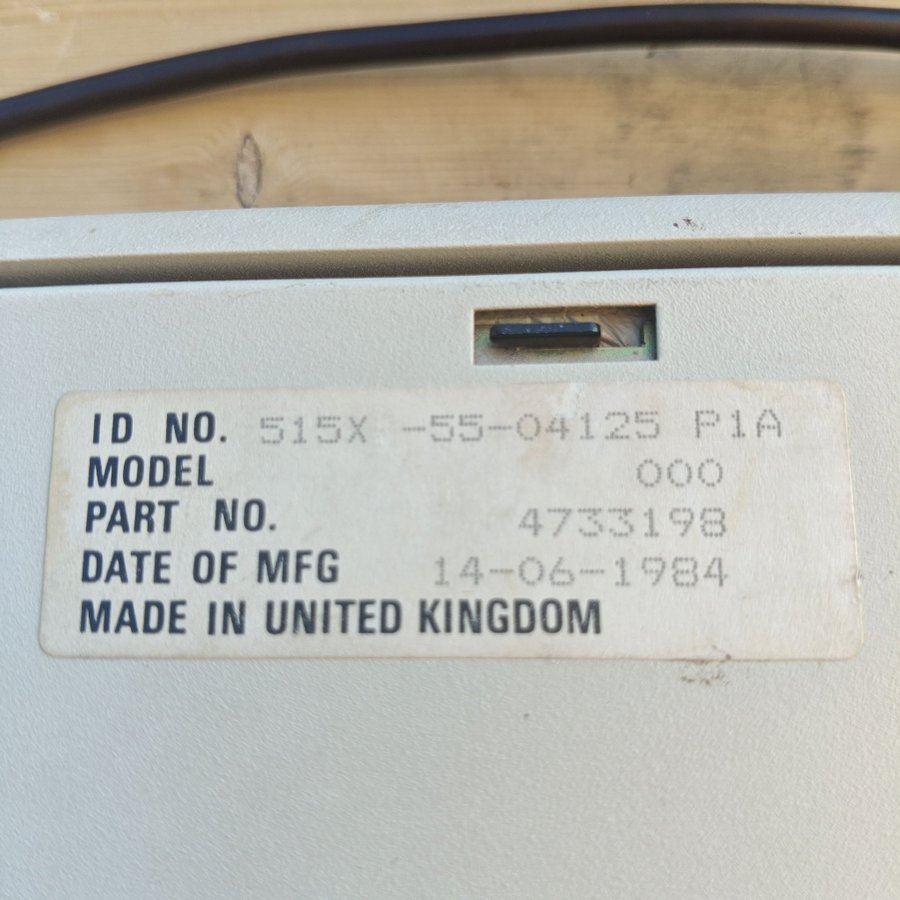 ID NO. 515X -55-04125 P1A
MODEL 000
PART NO. 4733198
DATE OF MFG 14-06-1984
MADE IN UNITED KINGDOM